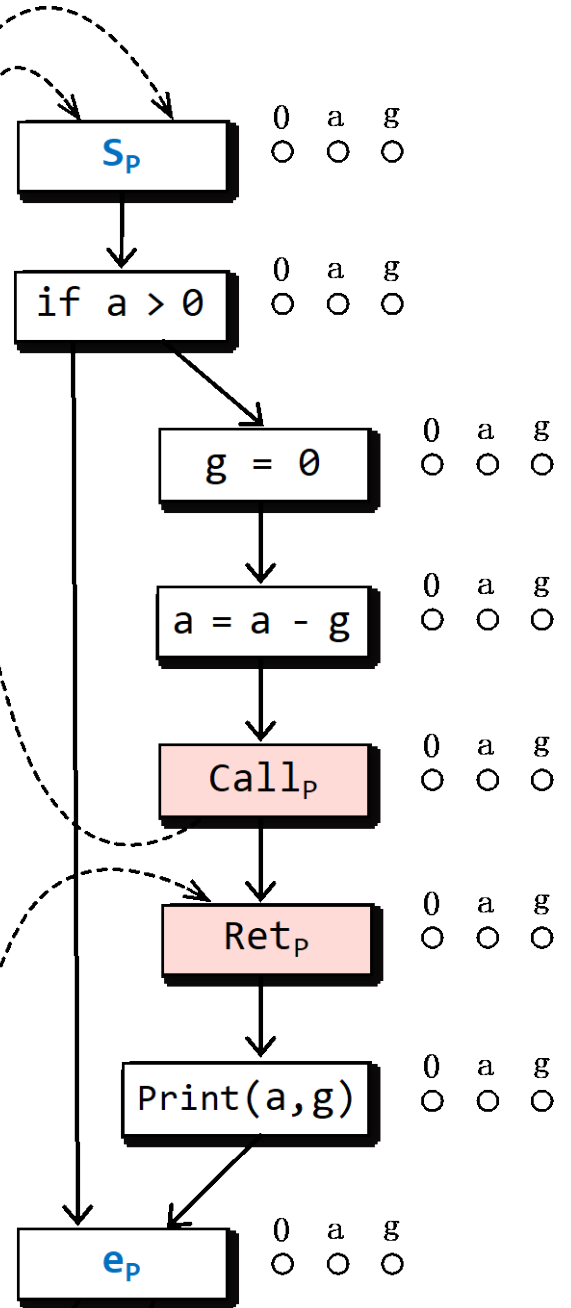 S_P 0 a g
if a > 0 0 a g
g = 0 0 a g
a = a - g 0 a g
Call_P 0 a g
Ret_P 0 a g
Print(a,g) 0 a g
e_P 0 a g